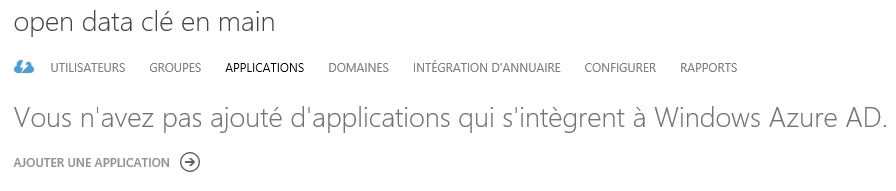 open data clé en main
UTILISATEURS GROUPES APPLICATIONS DOMAINES INTÉGRATION D'ANNUAIRE CONFIGURER RAPPORTS
Vous n'avez pas ajouté d'applications qui s'intègrent à Windows Azure AD.
AJOUTER UNE APPLICATION